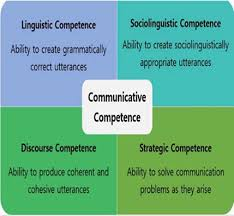 Linguistic Competence
Ability to create grammatically
correct utterances
Sociolinguistic Competence
Ability to create sociolinguistically
appropriate utterances
Communicative
Competence
Discourse Competence
Ability to produce coherent and
cohesive utterances
Strategic Competence
Ability to solve communication
problems as they arise